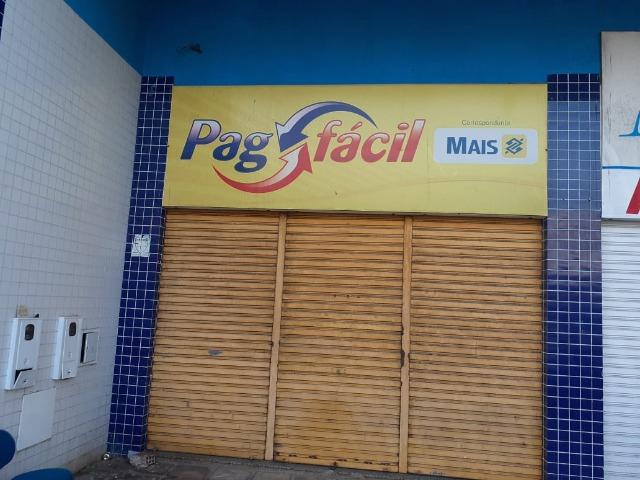 Pag fácil
Correspondente
MAIS